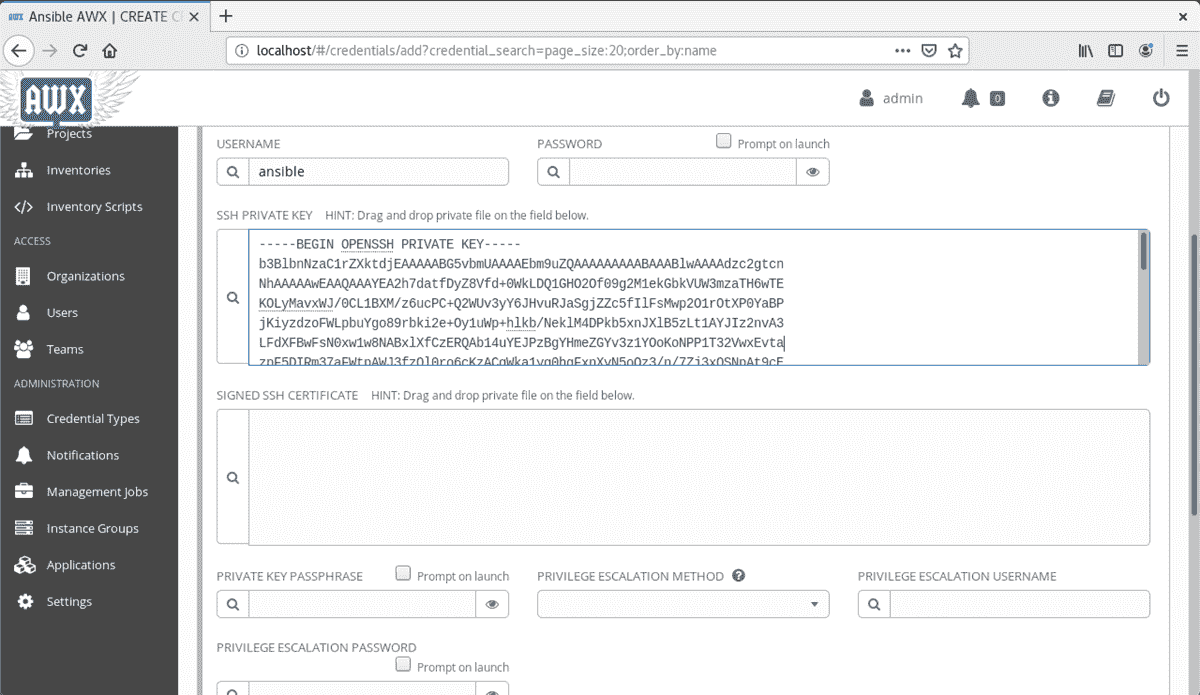 Ansible AWX | CREATE C
localhost/#/credentials/add?credential_search=page_size:20;order_by:name
AWX
admin
0
Projects
Inventories
Inventory Scripts
ACCESS
Organizations
Users
Teams
ADMINISTRATION
Credential Types
Notifications
Management Jobs
Instance Groups
Applications
Settings
USERNAME
ansible
PASSWORD
Prompt on launch
SSH PRIVATE KEY HINT: Drag and drop private file on the field below.
-----BEGIN OPENSSH PRIVATE KEY-----
b3BlbnNzaC1rZXktdjEAAAAABG5vbmUAAAAEbm9uZQAAAAAAAAABAAABlwAAAAdzc2gtcn
NhAAAAAwEAAQAAAYEA2h7datfDyZ8Vfd+0WkLDQ1GHO2Of09g2M1ekGbkVUW3mzaTH6wTE
KOLyMavxWJ/0CL1BXM/z6ucPC+Q2WUv3yY6JHvuRJaSgjZZc5fIlFsMwp2O1rOtXP0YaBP
jKiyzdzoFWLpbuYgo89rbki2e+Oy1uWp+hlkb/NeklM4DPkb5xnJXlB5zLt1AYJIz2nvA3
LFdXFBwFsN0xw1w8NABxlXfCzERQAb14uYEJPzBgYHmeZGYv3z1YOoKoNPP1T32VwxEvta
SIGNED SSH CERTIFICATE HINT: Drag and drop private file on the field below.
PRIVATE KEY PASSPHRASE
Prompt on launch
PRIVILEGE ESCALATION METHOD
PRIVILEGE ESCALATION USERNAME
PRIVILEGE ESCALATION PASSWORD
Prompt on launch